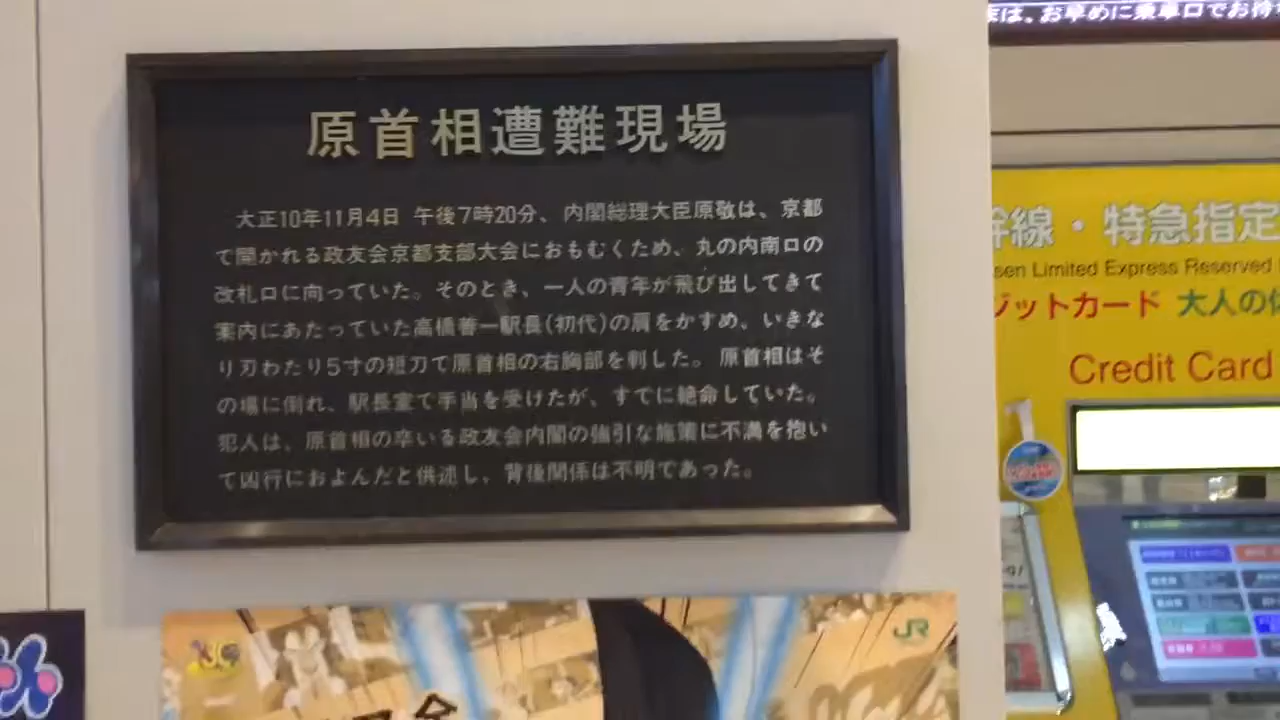 原首相遭難現場
大正10年11月4日 午後7時20分、内閣総理大臣原敬は、京都
で開かれる政友会京都支部大会におもむくため、丸の内南口の
改札口に向っていた。そのとき、一人の青年が飛び出してきて
案内にあたっていた高橋善一駅長(初代)の肩をかすめ、いきな
り刃わたり5寸の短刀で原首相の右胸部を刺した。原首相はそ
の場に倒れ、駅長室で手当を受けたが、すでに絶命していた。
犯人は、原首相の率いる政友会内閣の強引な施策に不満を抱い
て凶行におよんだと供述し、背後関係は不明であった。
は、お早めに乗車口でお待
幹線・特急指定
sen Limited Express Reserved
ジットカード 大人の
Credit Card
JR